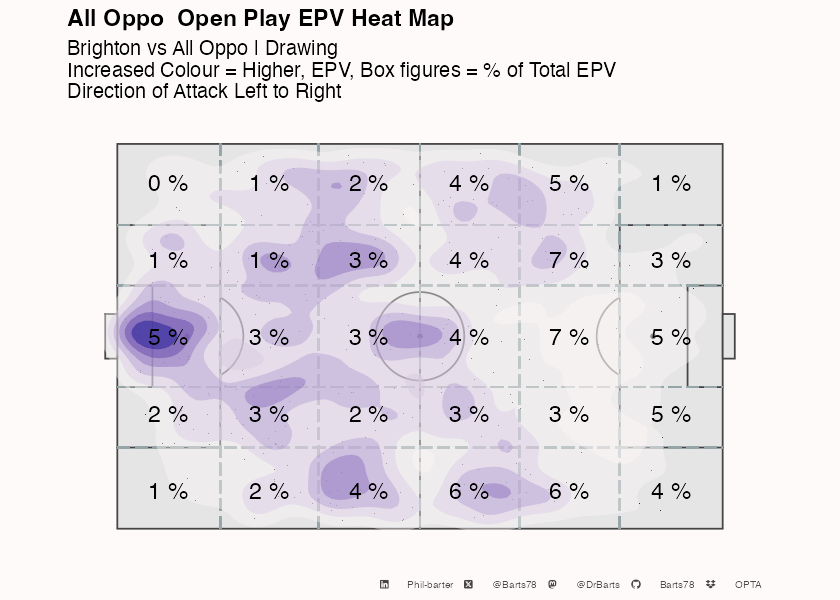 All Oppo  Open Play EPV Heat Map
Brighton vs All Oppo | Drawing
Increased Colour = Higher, EPV, Box figures = % of Total EPV
Direction of Attack Left to Right
0 % 1 % 2 % 4 % 5 % 1 %
1 % 1 % 3 % 4 % 7 % 3 %
5 % 3 % 3 % 4 % 7 % 5 %
2 % 3 % 2 % 3 % 3 % 5 %
1 % 2 % 4 % 6 % 6 % 4 %
Phil-barter @Barts78 @DrBarts Barts78 OPTA